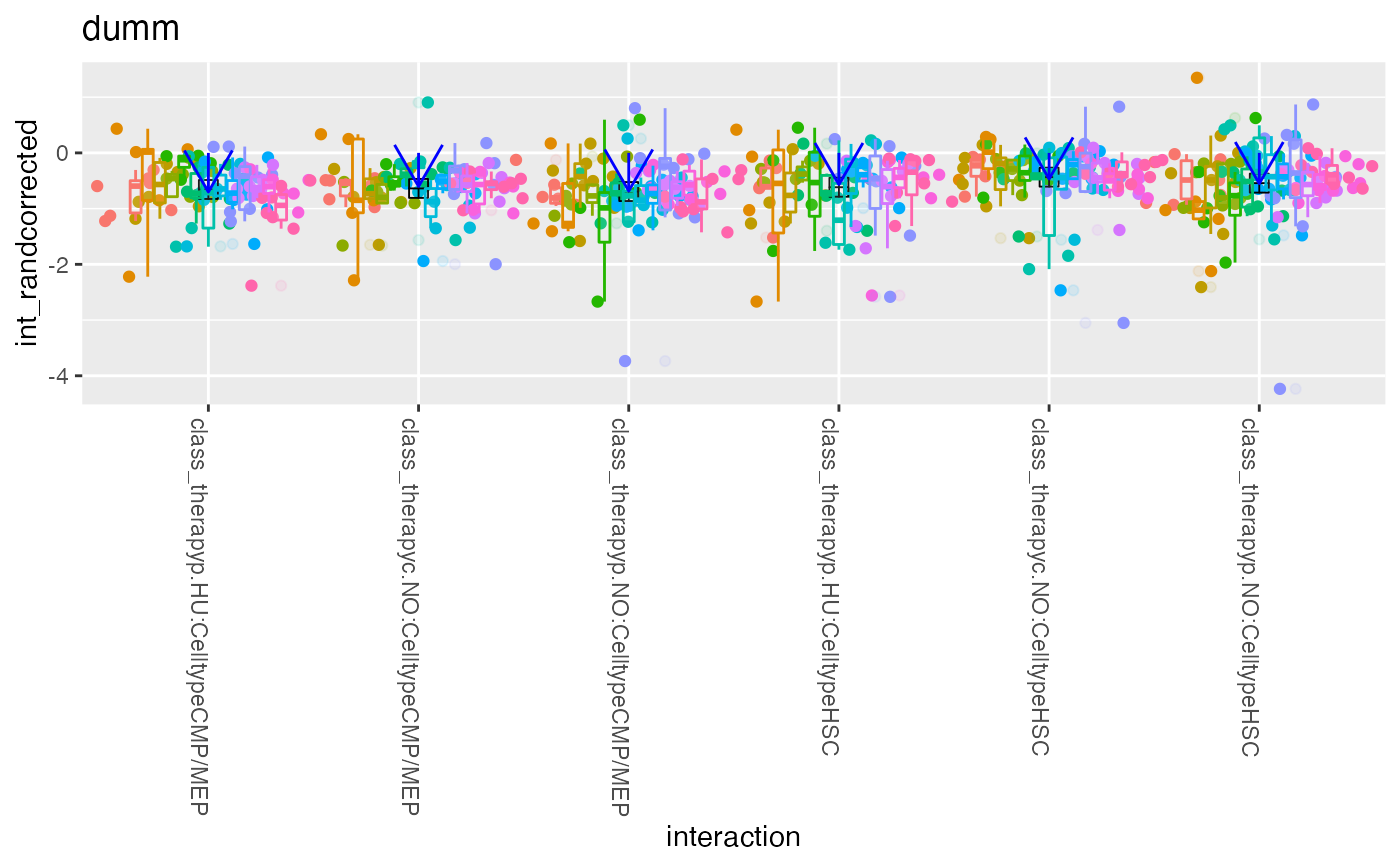 dumm
int_randcorrected
0
-2
-4
class_therapyp.HU:CelltypeCMP/MEP
class_therapyc.NO:CelltypeCMP/MEP
class_therapyp.NO:CelltypeCMP/MEP
class_therapyp.HU:CelltypeHSC
class_therapyc.NO:CelltypeHSC
class_therapyp.NO:CelltypeHSC
interaction